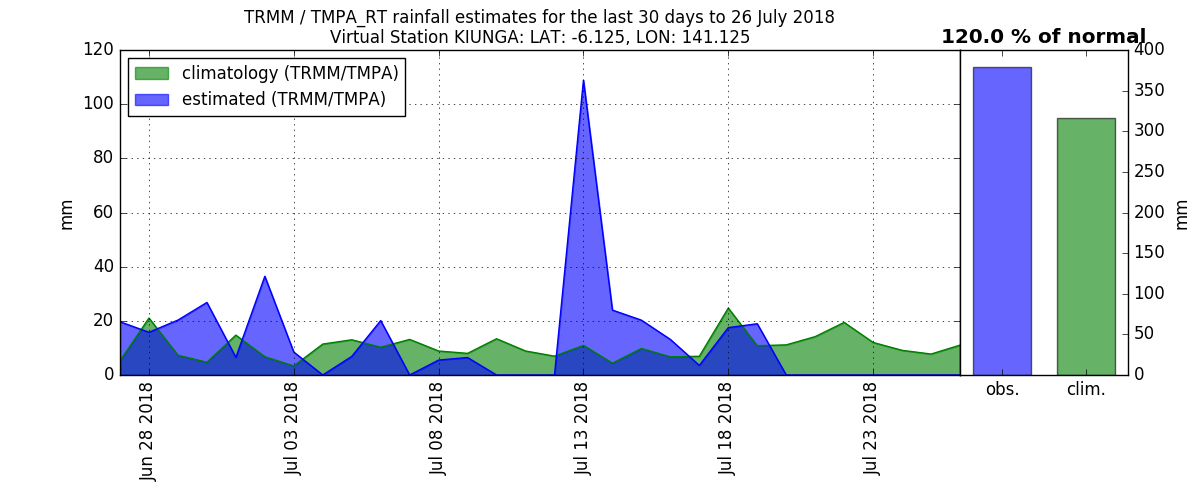 TRMM / TMPA_RT rainfall estimates for the last 30 days to 26 July 2018
Virtual Station KIUNGA: LAT: -6.125, LON: 141.125
120.0 % of normal
climatology (TRMM/TMPA)
estimated (TRMM/TMPA)
120
100
80
60
40
20
0
mm
Jun 28 2018
Jul 03 2018
Jul 08 2018
Jul 13 2018
Jul 18 2018
Jul 23 2018
400
350
300
250
200
150
100
50
0
mm
obs.
clim.